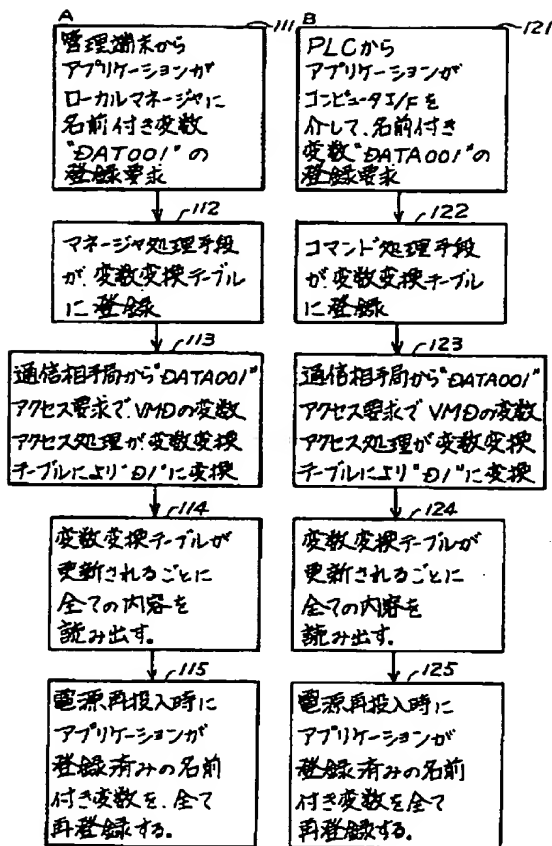 A
111
管理端末から
アプリケーションが
ローカルマネージャに
名前付き変数
"DAT001"の
登録要求
112
マネージャ処理手段
が、変数変換テーブル
に登録
113
通信相手局から"DATA001"
アクセス要求でVMDの変数
アクセス処理が、変数変換
テーブルにより"D1"に変換
114
変数変換テーブルが
更新されるごとに
全ての内容を
読み出す。
115
電源再投入時に
アプリケーションが
登録済みの名前
付き変数を、全て
再登録する。
B
121
PLCから
アプリケーションが
コンピュータI/Fを
介して、名前付き
変数"DATA001"の
登録要求
122
コマンド処理手段
が、変数変換テーブル
に登録
123
通信相手局から"DATA001"
アクセス要求でVMDの変数
アクセス処理が、変数変換
テーブルにより"D1"に変換
124
変数変換テーブルが
更新されるごとに
全ての内容を
読み出す。
125
電源再投入時に
アプリケーションが
登録済みの名前
付き変数を全て
再登録する。